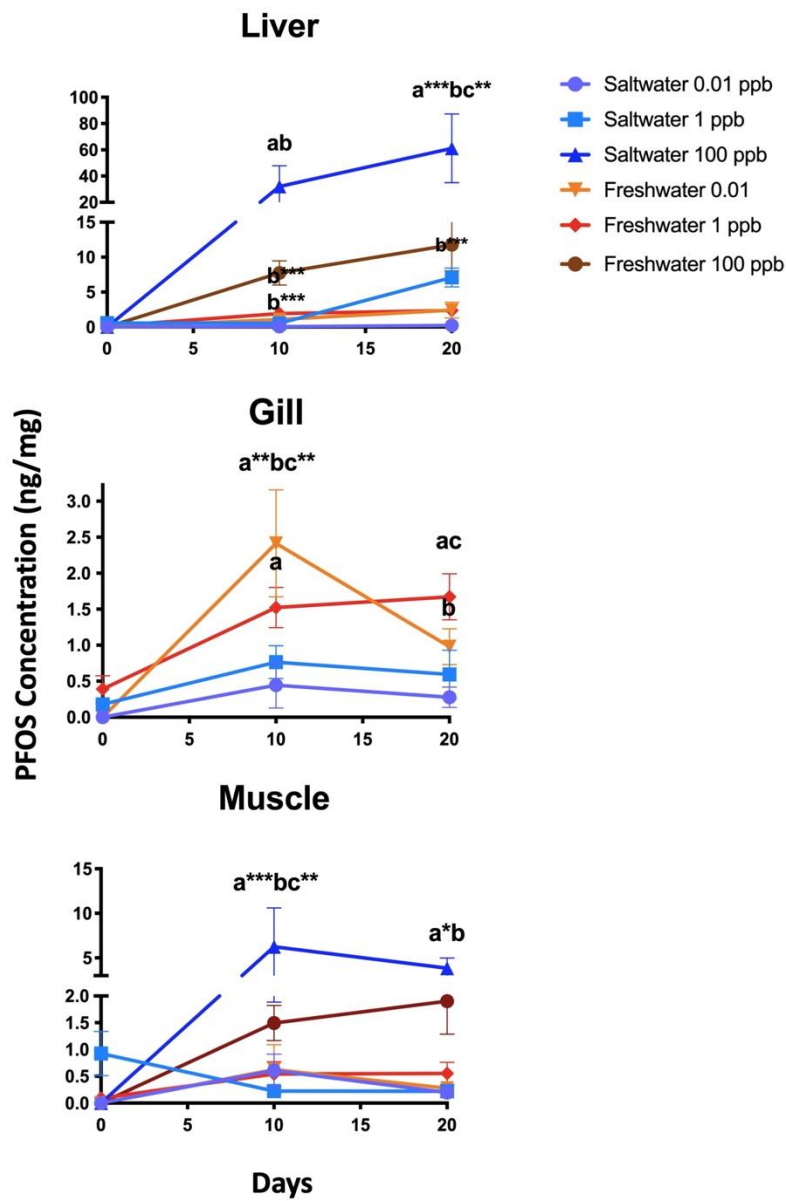 Liver
a***bc**
ab
b***
b***
b***
100
80
60
40
20
15
10
5
0
0 5 10 15 20
Saltwater 0.01 ppb
Saltwater 1 ppb
Saltwater 100 ppb
Freshwater 0.01
Freshwater 1 ppb
Freshwater 100 ppb
PFOS Concentration (ng/mg)
Gill
a**bc**
a
ac
b
3.0
2.5
2.0
1.5
1.0
0.5
0.0
0 5 10 15 20
Muscle
a***bc**
a*b
15
10
5
2.0
1.5
1.0
0.5
0.0
0 5 10 15 20
Days